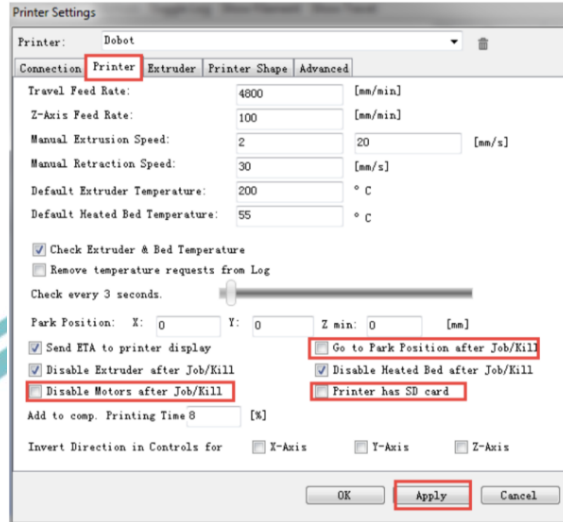 Printer Settings
Printer: Dobot
Connection Printer Extruder Printer Shape Advanced
Travel Feed Rate: 4800 [mm/min]
Z-Axis Feed Rate: 100 [mm/min]
Manual Extrusion Speed: 2 20 [mm/s]
Manual Retraction Speed: 30 [mm/s]
Default Extruder Temperature: 200 ° C
Default Heated Bed Temperature: 55 ° C
Check Extruder & Bed Temperature
Remove temperature requests from Log
Check every 3 seconds.
Park Position: X: 0 Y: 0 Z min: 0 [mm]
Send ETA to printer display Go to Park Position after Job/Kill
Disable Extruder after Job/Kill Disable Heated Bed after Job/Kill
Disable Motors after Job/Kill Printer has SD card
Add to comp. Printing Time 8 [%]
Invert Direction in Controls for X-Axis Y-Axis Z-Axis
OK Apply Cancel